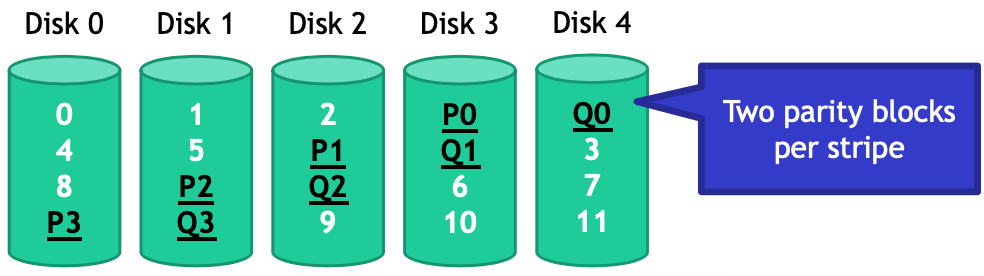 Disk 0 Disk 1 Disk 2 Disk 3 Disk 4
0 1 2 P0 Q0
4 5 P1 Q1 3
8 P2 Q2 6 7
P3 Q3 9 10 11
Two parity blocks
per stripe